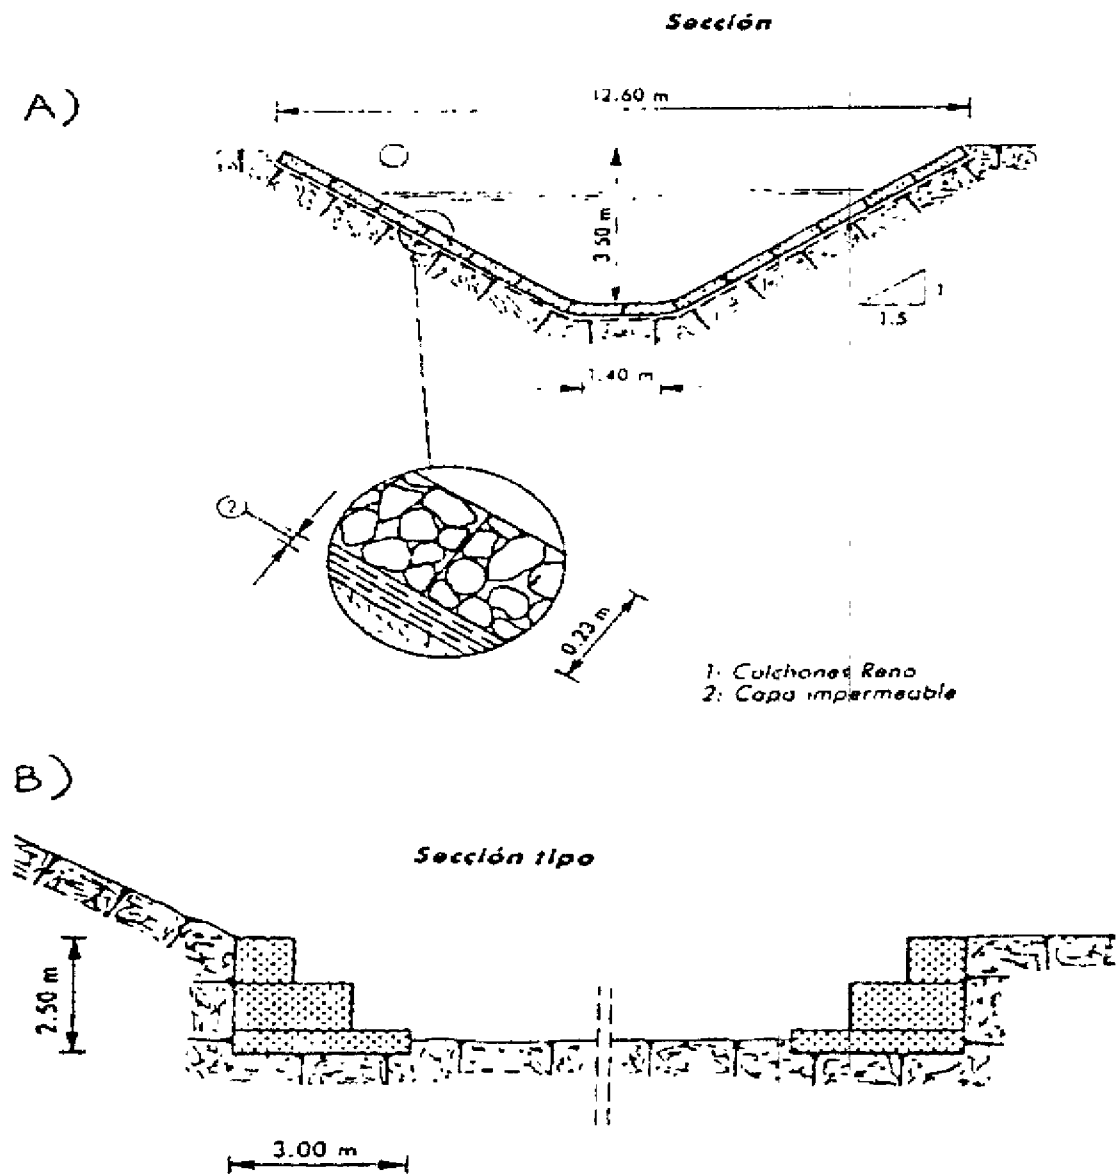 Sección
A)
12.60 m
3.50 m
1
1.5
1.40 m
2
0.23 m
1: Colchones Reno
2: Capa impermeable
B)
Sección tipo
2.50 m
3.00 m